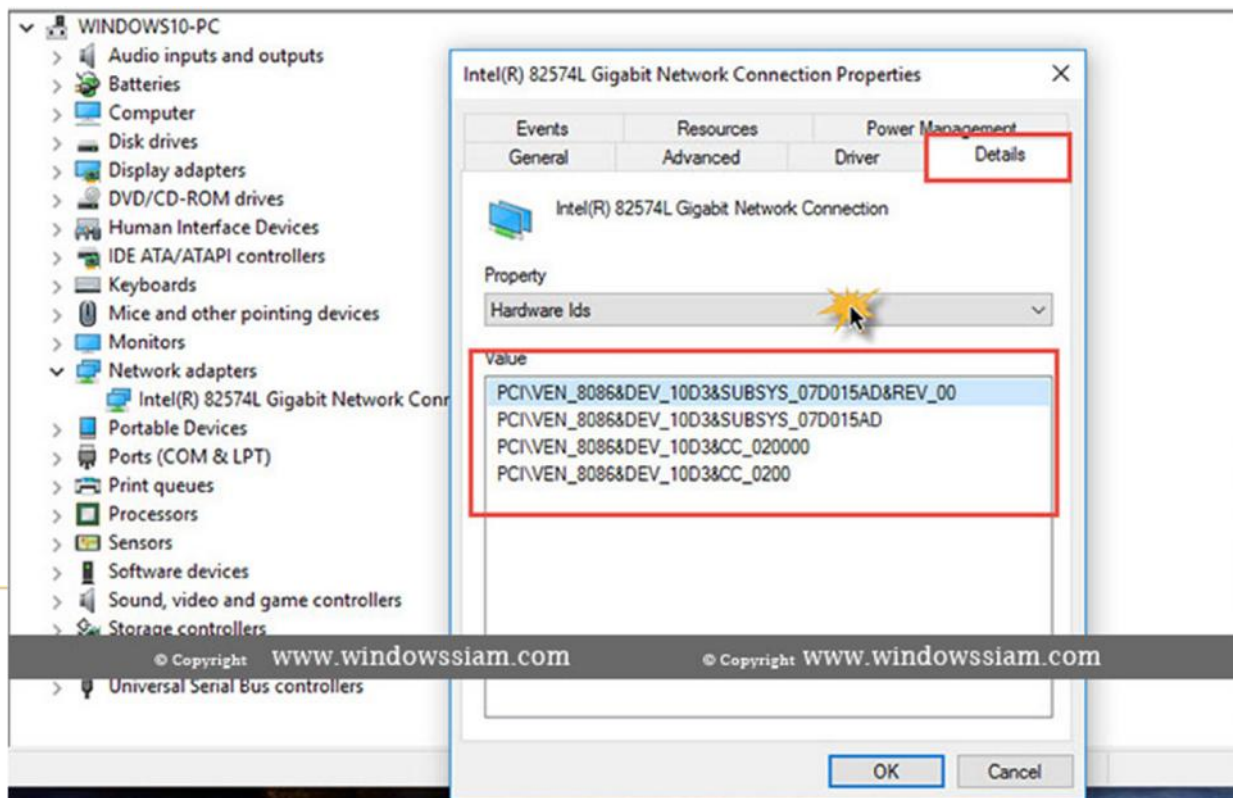 WINDOWS10-PC
Audio inputs and outputs
Batteries
Computer
Disk drives
Display adapters
DVD/CD-ROM drives
Human Interface Devices
IDE ATA/ATAPI controllers
Keyboards
Mice and other pointing devices
Monitors
Network adapters
Intel(R) 82574L Gigabit Network Conr
Portable Devices
Ports (COM & LPT)
Print queues
Processors
Sensors
Software devices
Sound, video and game controllers
Storage controllers
Universal Serial Bus controllers
Intel(R) 82574L Gigabit Network Connection Properties
Events Resources Power Management
General Advanced Driver Details
Intel(R) 82574L Gigabit Network Connection
Property
Hardware Ids
Value
PCI\VEN_8086&DEV_10D3&SUBSYS_07D015AD&REV_00
PCI\VEN_8086&DEV_10D3&SUBSYS_07D015AD
PCI\VEN_8086&DEV_10D3&CC_020000
PCI\VEN_8086&DEV_10D3&CC_0200
© Copyright www.windowssiam.com © Copyright www.windowssiam.com
OK Cancel